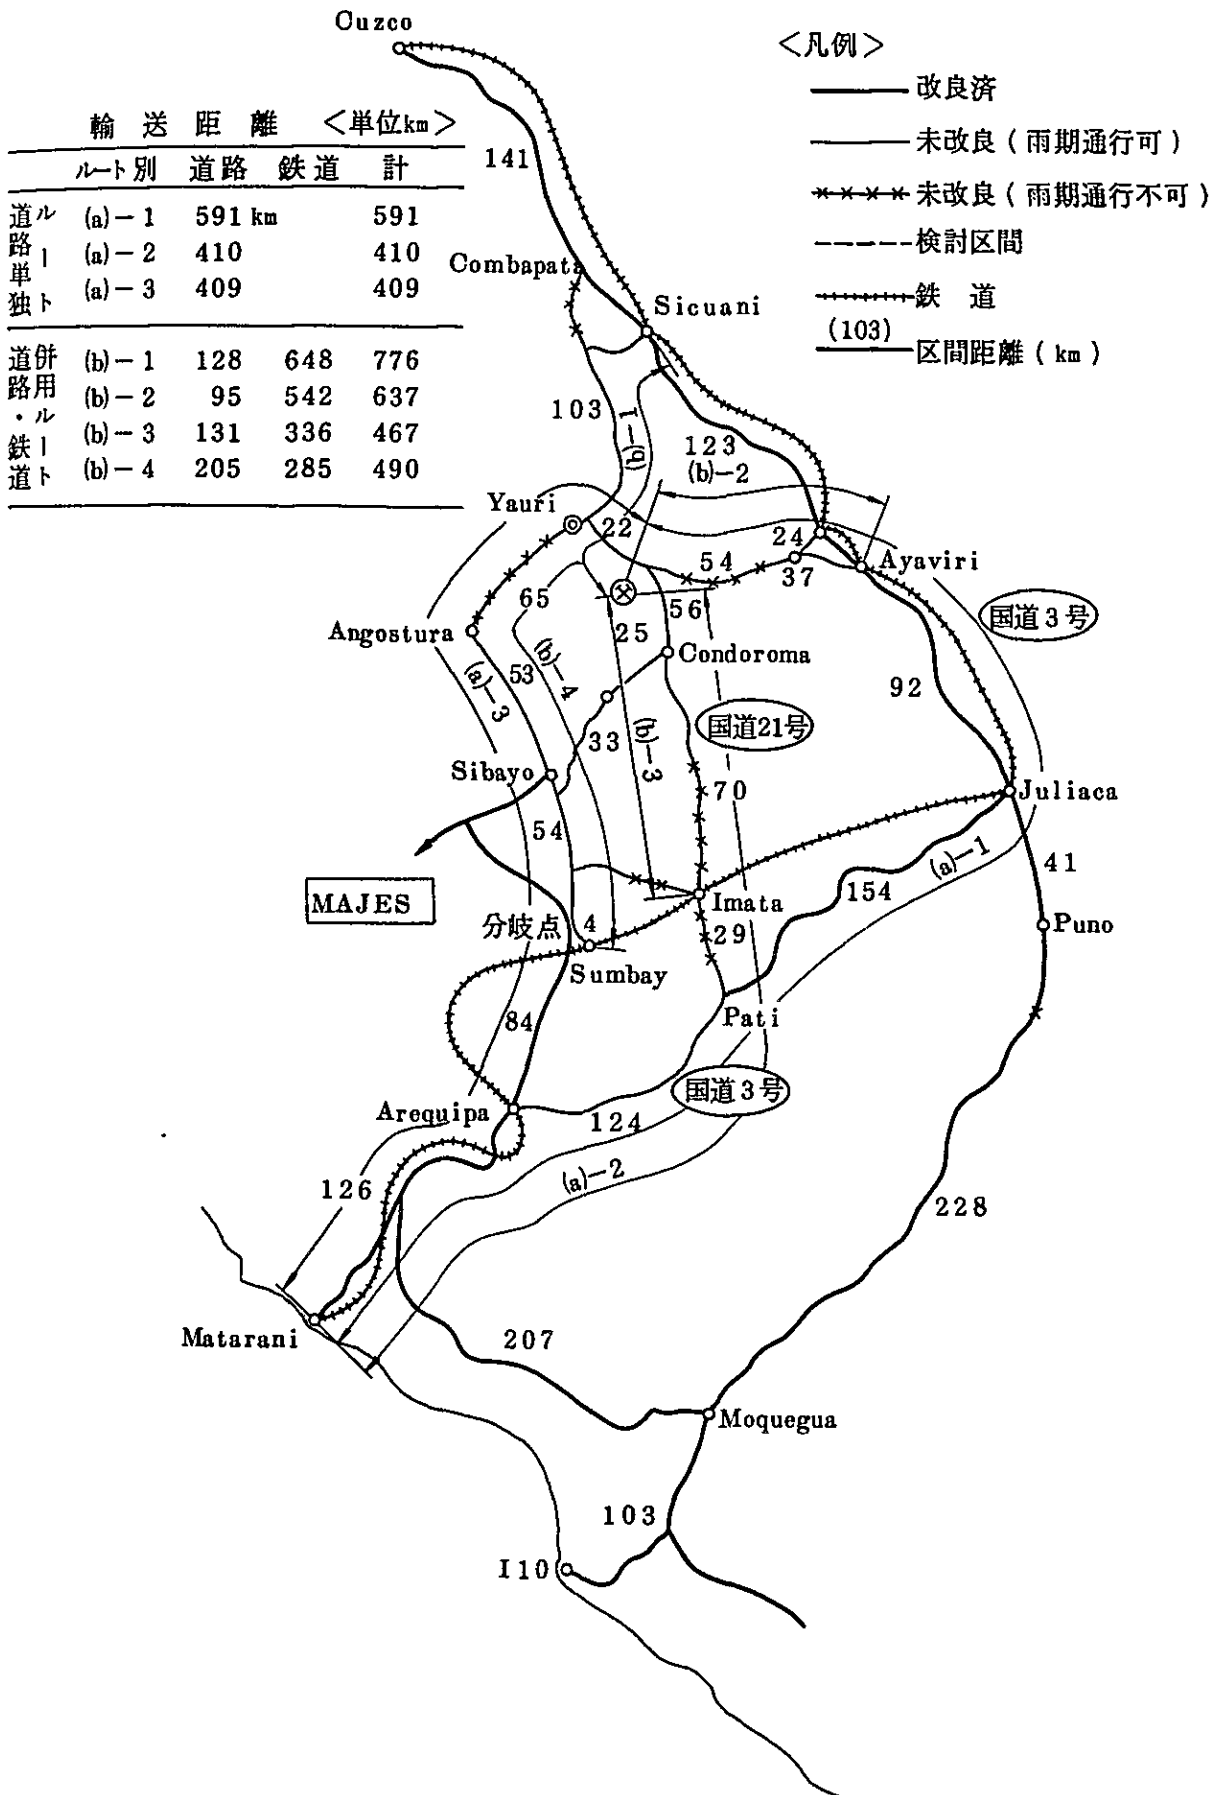 Cuzco
<凡例>
改良済
未改良(雨期通行可)
未改良(雨期通行不可)
検討区間
鉄 道
(103)
区間距離(km)
輸 送 距 離 <単位km>
ルート別 道路 鉄道 計
道路単独ルート
(a)-1 591km 591
(a)-2 410 410
(a)-3 409 409
道路・鉄道併用ルート
(b)-1 128 648 776
(b)-2 95 542 637
(b)-3 131 336 467
(b)-4 205 285 490
141
Combapata
Sicuani
103
(b)-1
123
(b)-2
Yauri
22
24
54
37
Ayaviri
65
56
国道3号
Angostura
25
Condoroma
53
(b)-4
(a)-3
92
国道21号
33
(b)-3
Sibayo
70
Juliaca
54
41
(a)-1
154
MAJES
Imata
分岐点
4
29
Puno
Sumbay
Pati
84
国道3号
Arequipa
124
(a)-2
126
228
Matarani
207
Moquegua
103
I10